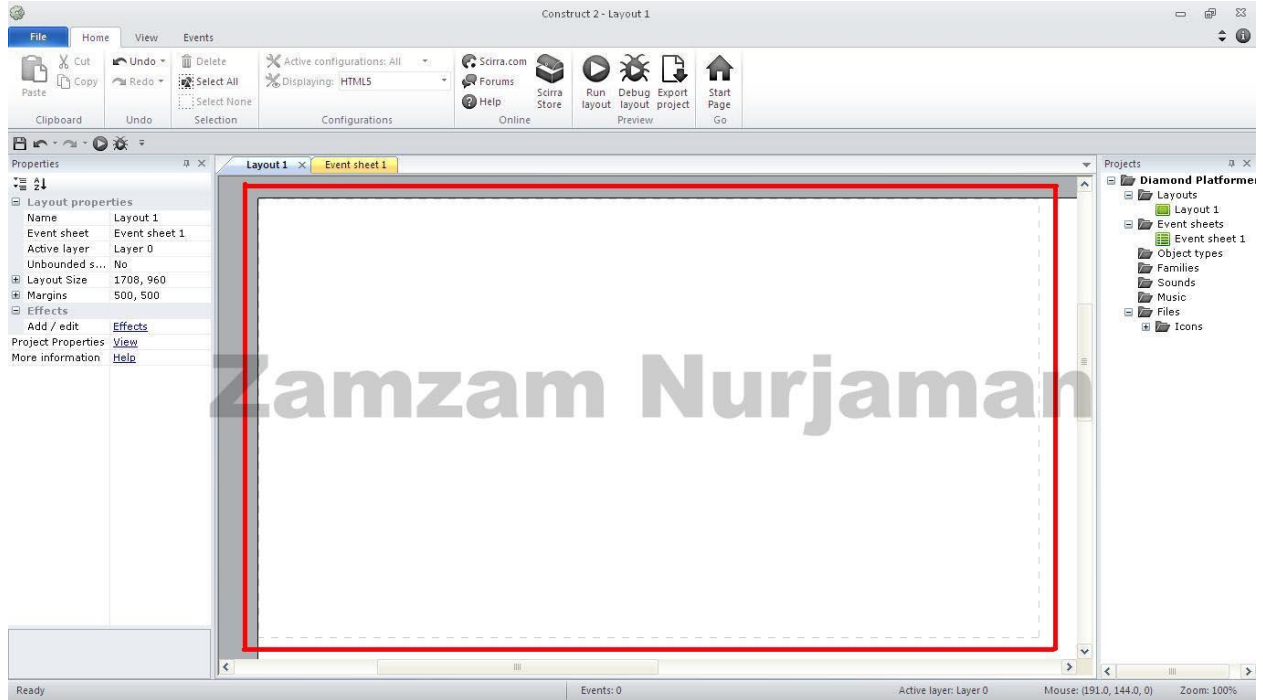 Construct 2 - Layout 1
File Home View Events
Paste Cut Copy Clipboard
Undo Redo Undo
Delete Select All Select None Selection
Active configurations: All
Displaying: HTML5
Configurations
Scirra.com Forums Help Scirra Store Online
Run layout Debug layout Export project Preview
Start Page Go
Properties
Layout 1 Event sheet 1
Projects
Layout properties
Name Layout 1
Event sheet Event sheet 1
Active layer Layer 0
Unbounded s... No
Layout Size 1708, 960
Margins 500, 500
Effects
Add / edit Effects
Project Properties View
More information Help
Zamzam Nurjaman
Diamond Platformer
Layouts
Layout 1
Event sheets
Event sheet 1
Object types
Families
Sounds
Music
Files
Icons
Ready Events: 0 Active layer: Layer 0 Mouse: (191.0, 144.0, 0) Zoom: 100%